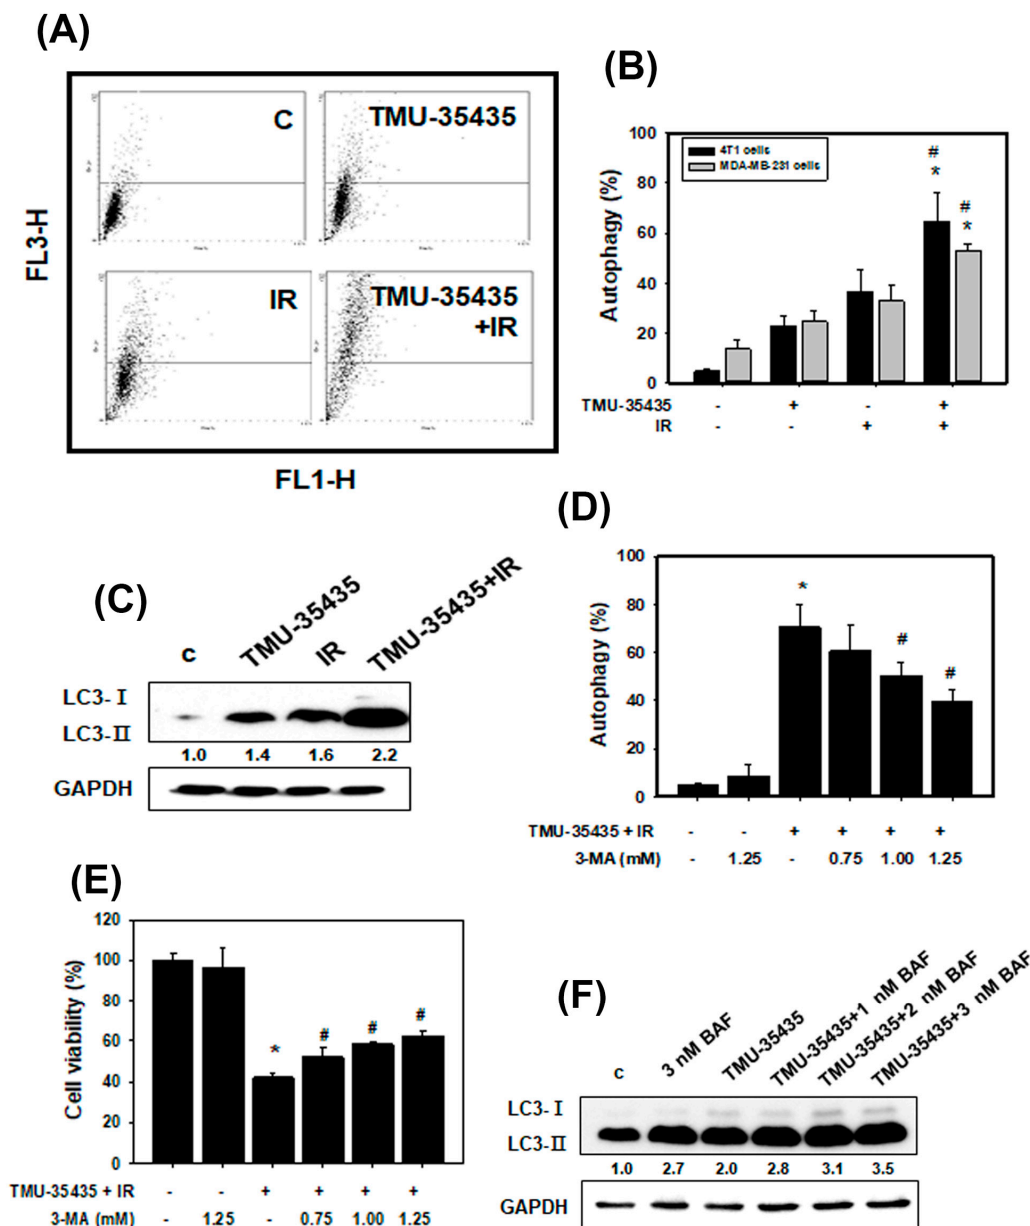 (A)
C
TMU-35435
IR
TMU-35435
+IR
FL3-H
FL1-H
(B)
100
80
60
40
20
0
Autophagy (%)
4T1 cells
MDA-MB-231 cells
#
*
#
*
TMU-35435 - + - +
IR - - + +
(C)
c TMU-35435 IR TMU-35435+IR
LC3-I
LC3-II
1.0 1.4 1.6 2.2
GAPDH
(D)
100
80
60
40
20
0
Autophagy (%)
*
#
#
TMU-35435 + IR - - + + + +
3-MA (mM) - 1.25 - 0.75 1.00 1.25
(E)
120
100
80
60
40
20
0
Cell viability (%)
*
#
#
#
TMU-35435 + IR - - + + + +
3-MA (mM) - 1.25 - 0.75 1.00 1.25
(F)
c 3 nM BAF TMU-35435 TMU-35435+1 nM BAF TMU-35435+2 nM BAF TMU-35435+3 nM BAF
LC3-I
LC3-II
1.0 2.7 2.0 2.8 3.1 3.5
GAPDH